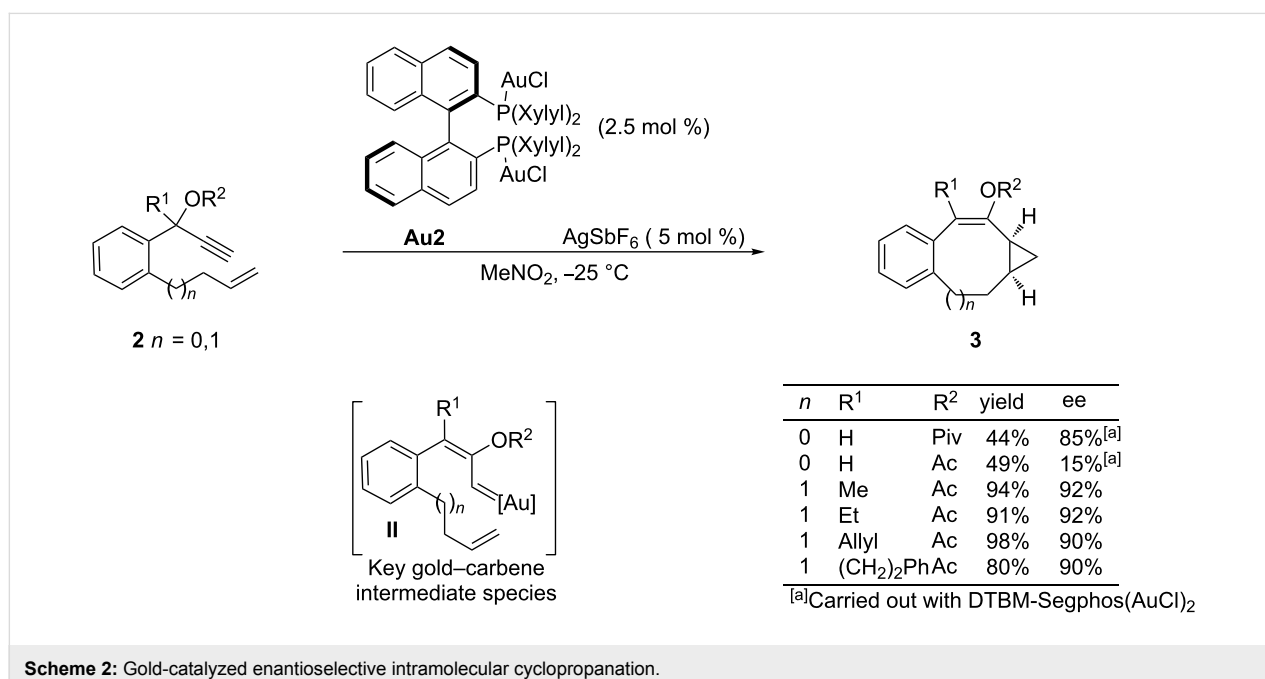 AuCl
P(Xylyl)2
(2.5 mol %)
P(Xylyl)2
AuCl
R1 OR2
( )n
2 n = 0,1
Au2 AgSbF6 ( 5 mol %)
MeNO2, –25 °C
R1 OR2
H
H
( )n
3
R1
OR2
( )n
[Au]
II
Key gold–carbene
intermediate species
n R1 R2 yield ee
0 H Piv 44% 85%[a]
0 H Ac 49% 15%[a]
1 Me Ac 94% 92%
1 Et Ac 91% 92%
1 Allyl Ac 98% 90%
1 (CH2)2Ph Ac 80% 90%
[a]Carried out with DTBM-Segphos(AuCl)2
Scheme 2: Gold-catalyzed enantioselective intramolecular cyclopropanation.